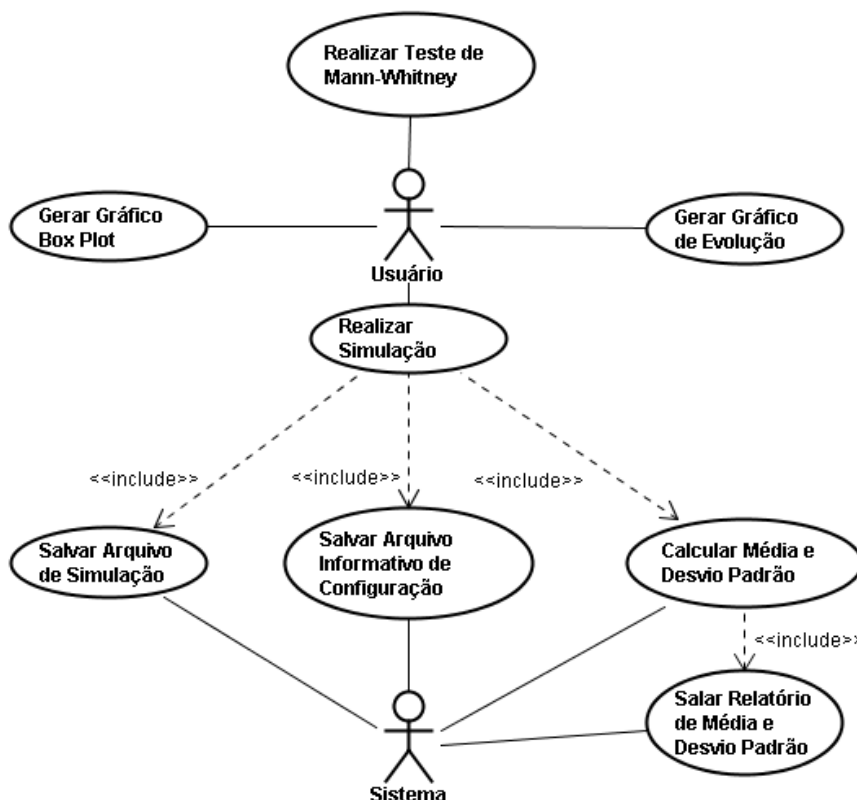 Realizar Teste de
Mann-Whitney
Gerar Gráfico
Box Plot
Gerar Gráfico
de Evolução
Usuário
Realizar
Simulação
<<include>>
<<include>>
<<include>>
Salvar Arquivo
de Simulação
Salvar Arquivo
Informativo de
Configuração
Calcular Média e
Desvio Padrão
<<include>>
Salar Relatório
de Média e
Desvio Padrão
Sistema